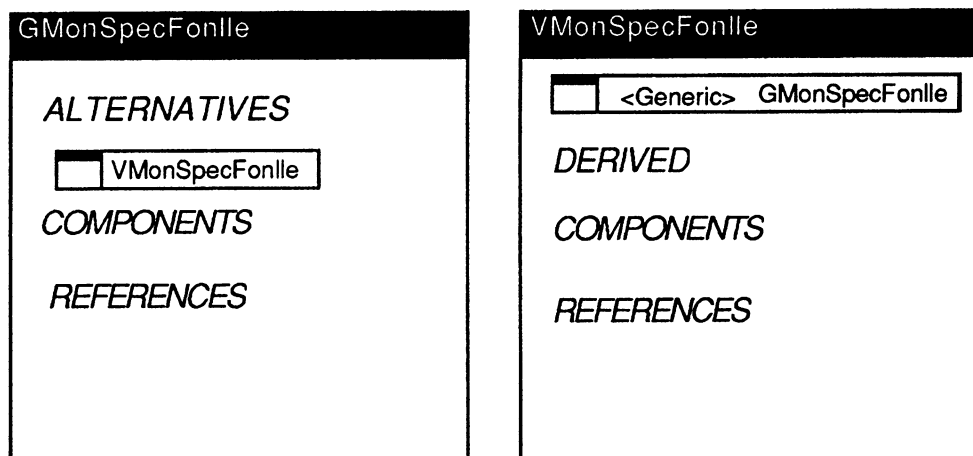 GMonSpecFonlle
ALTERNATIVES
VMonSpecFonlle
COMPONENTS
REFERENCES
VMonSpecFonlle
<Generic> GMonSpecFonlle
DERIVED
COMPONENTS
REFERENCES